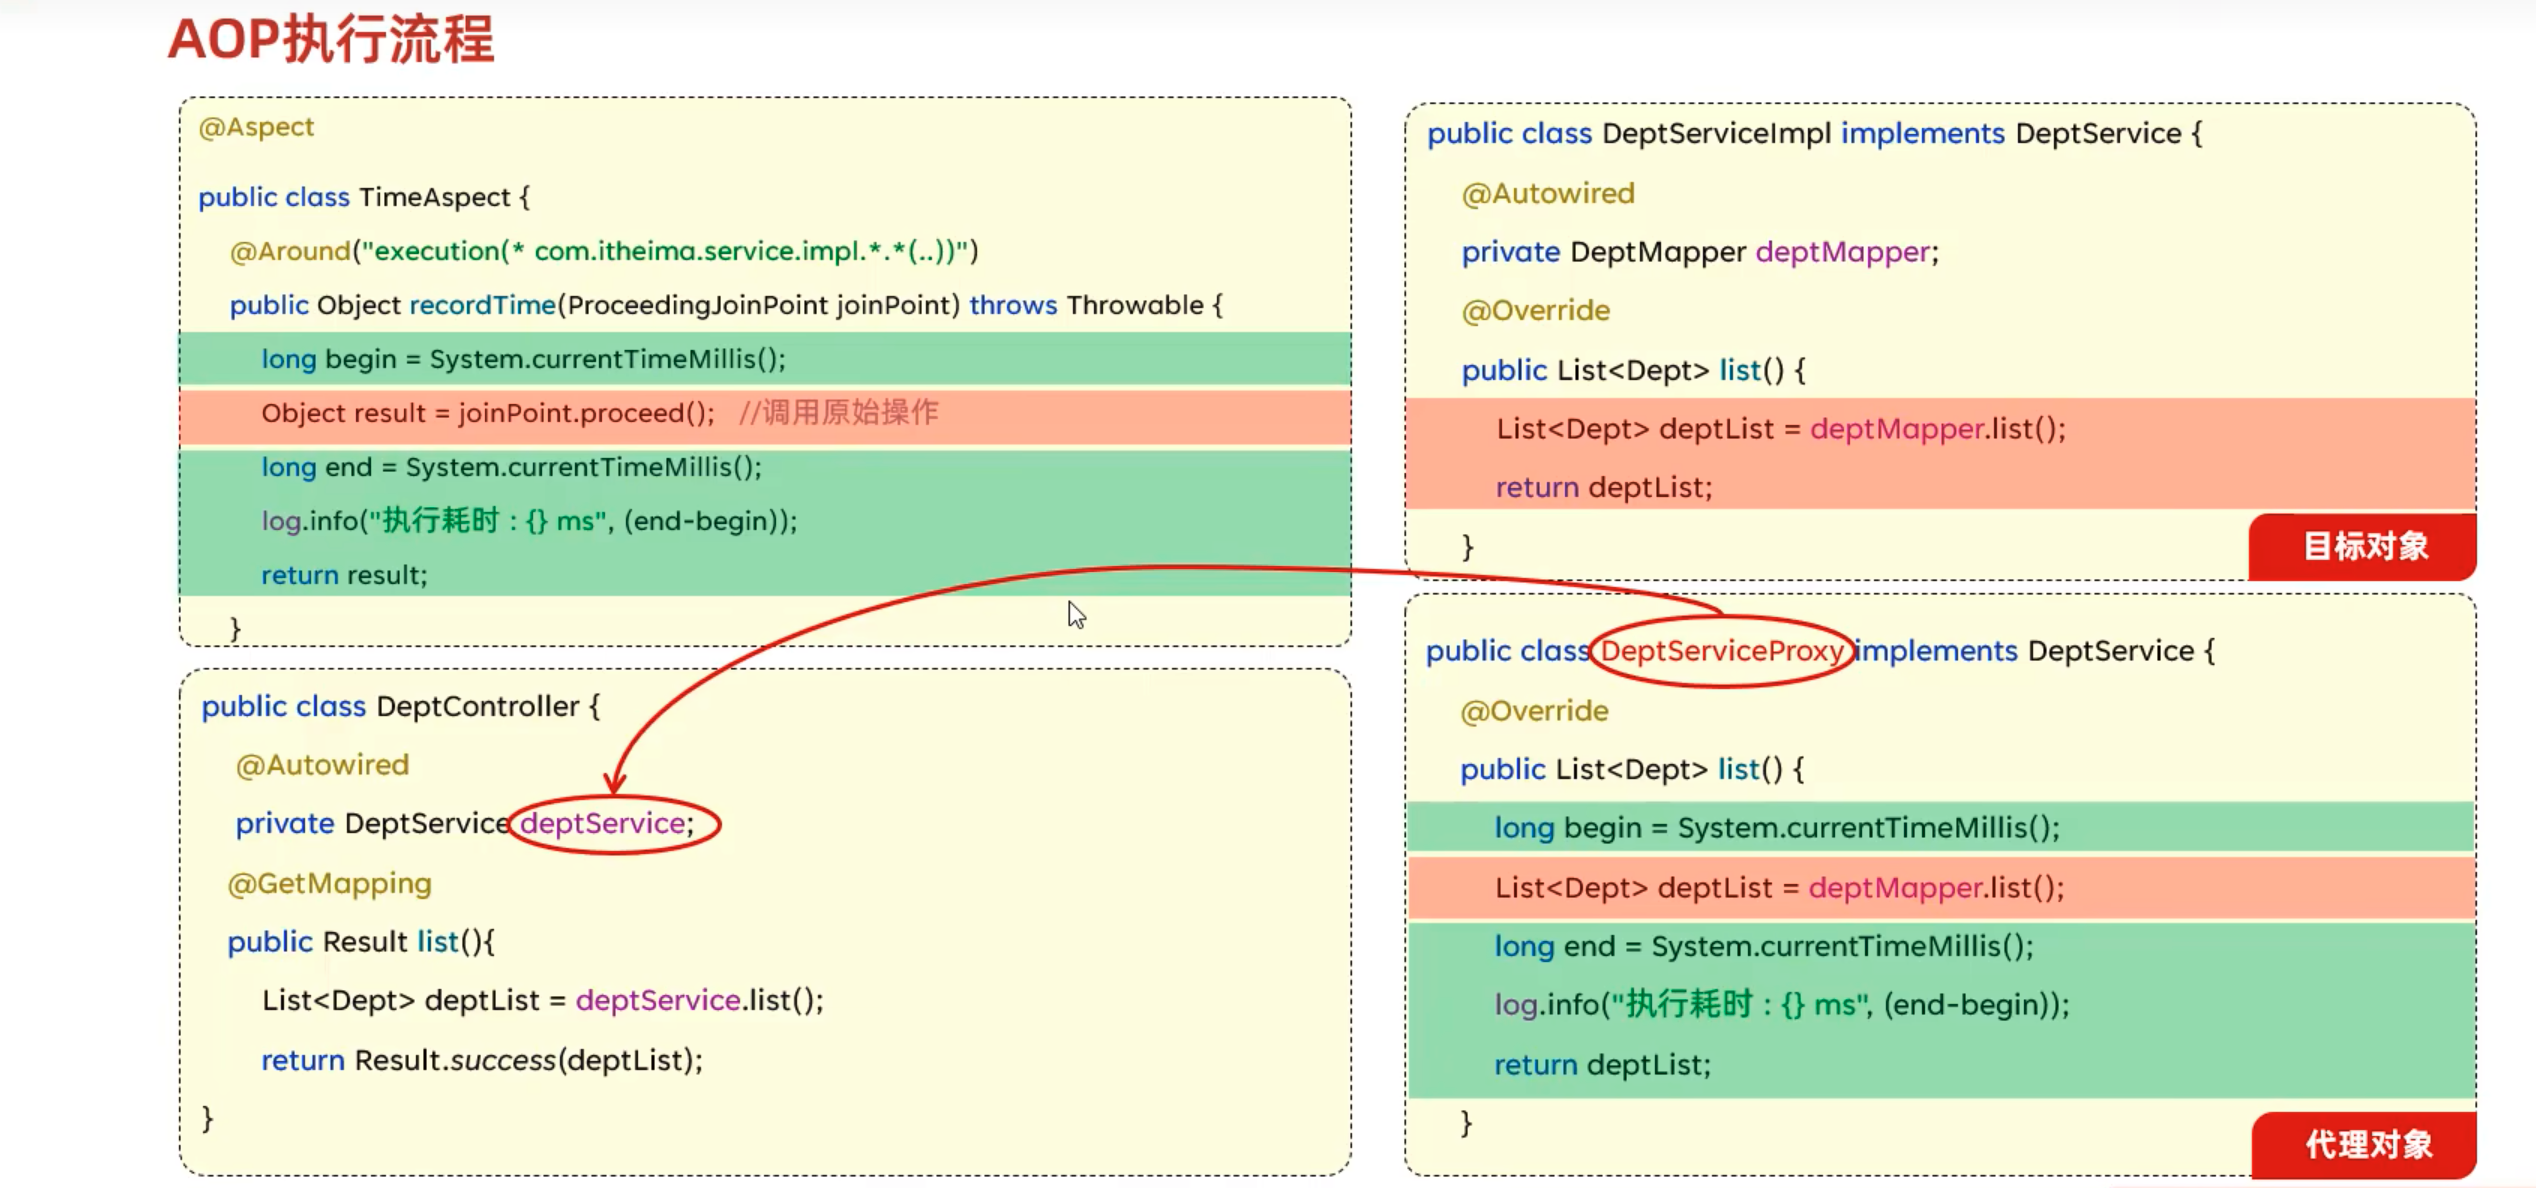 AOP执行流程
@Aspect
public class TimeAspect {
@Around("execution(* com.itheima.service.impl.*.*(..))")
public Object recordTime(ProceedingJoinPoint joinPoint) throws Throwable {
long begin = System.currentTimeMillis();
Object result = joinPoint.proceed(); //调用原始操作
long end = System.currentTimeMillis();
log.info("执行耗时 : {} ms", (end-begin));
return result;
}
public class DeptController {
@Autowired
private DeptService deptService;
@GetMapping
public Result list(){
List<Dept> deptList = deptService.list();
return Result.success(deptList);
}
public class DeptServiceImpl implements DeptService {
@Autowired
private DeptMapper deptMapper;
@Override
public List<Dept> list() {
List<Dept> deptList = deptMapper.list();
return deptList;
}
目标对象
public class DeptServiceProxy implements DeptService {
@Override
public List<Dept> list() {
long begin = System.currentTimeMillis();
List<Dept> deptList = deptMapper.list();
long end = System.currentTimeMillis();
log.info("执行耗时 : {} ms", (end-begin));
return deptList;
}
代理对象